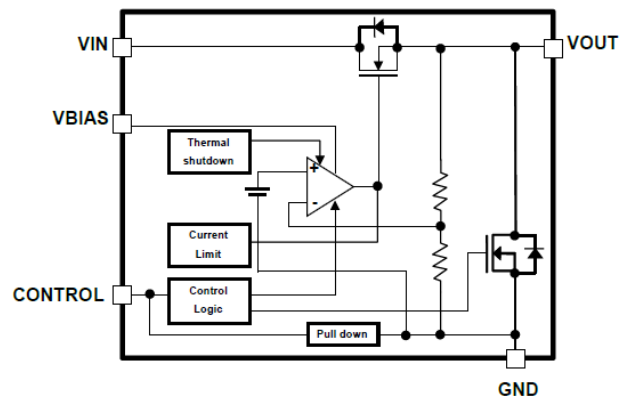 VIN
VOUT
VBIAS
Thermal
shutdown
+
-
Current
Limit
CONTROL
Control
Logic
Pull down
GND